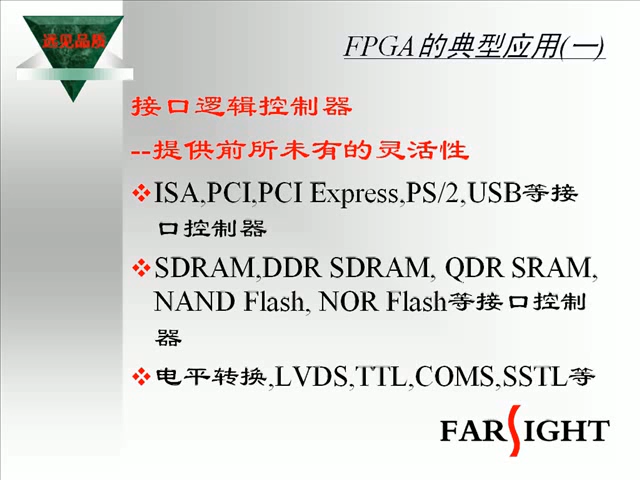 远见品质
FPGA的典型应用(一)
接口逻辑控制器
--提供前所未有的灵活性
❖ISA,PCI,PCI Express,PS/2,USB等接
口控制器
❖SDRAM,DDR SDRAM, QDR SRAM,
NAND Flash, NOR Flash等接口控制
器
❖电平转换,LVDS,TTL,COMS,SSTL等
FARSIGHT